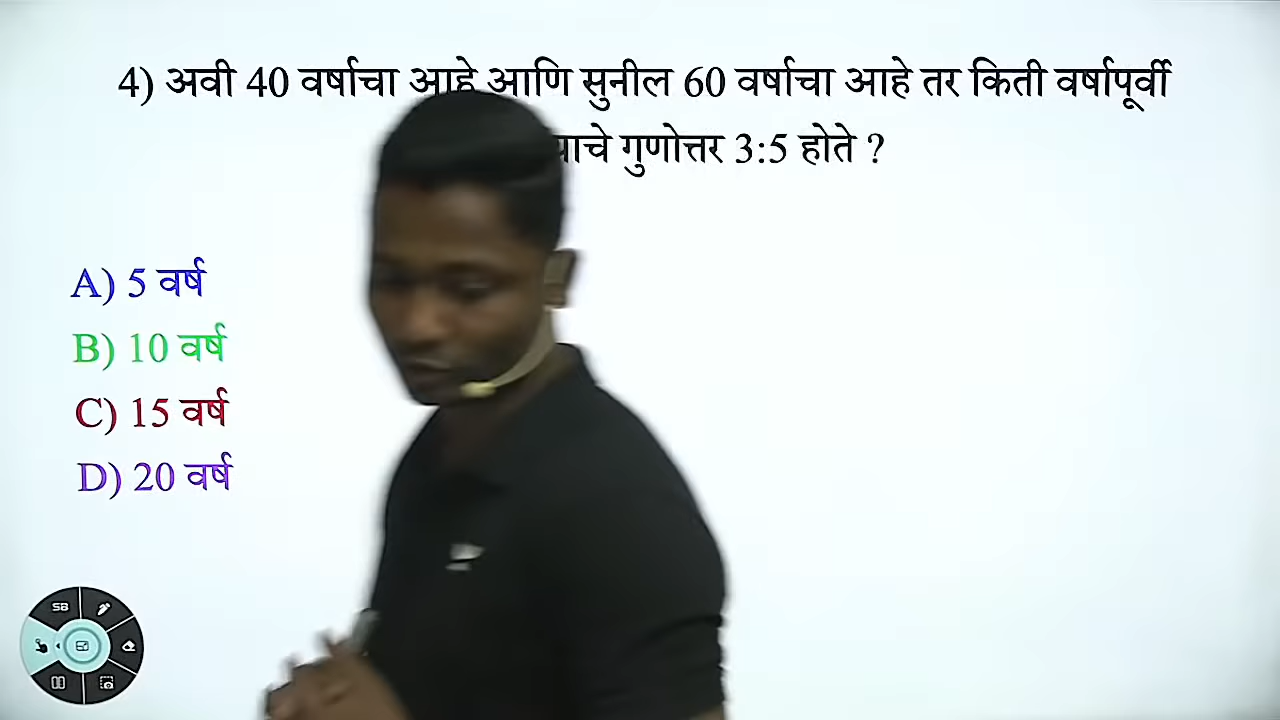 4) अवी 40 वर्षाचा आहे आणि सुनील 60 वर्षाचा आहे तर किती वर्षापूर्वी
गुणोत्तर 3:5 होते ?
A) 5 वर्ष
B) 10 वर्ष
C) 15 वर्ष
D) 20 वर्ष
SB